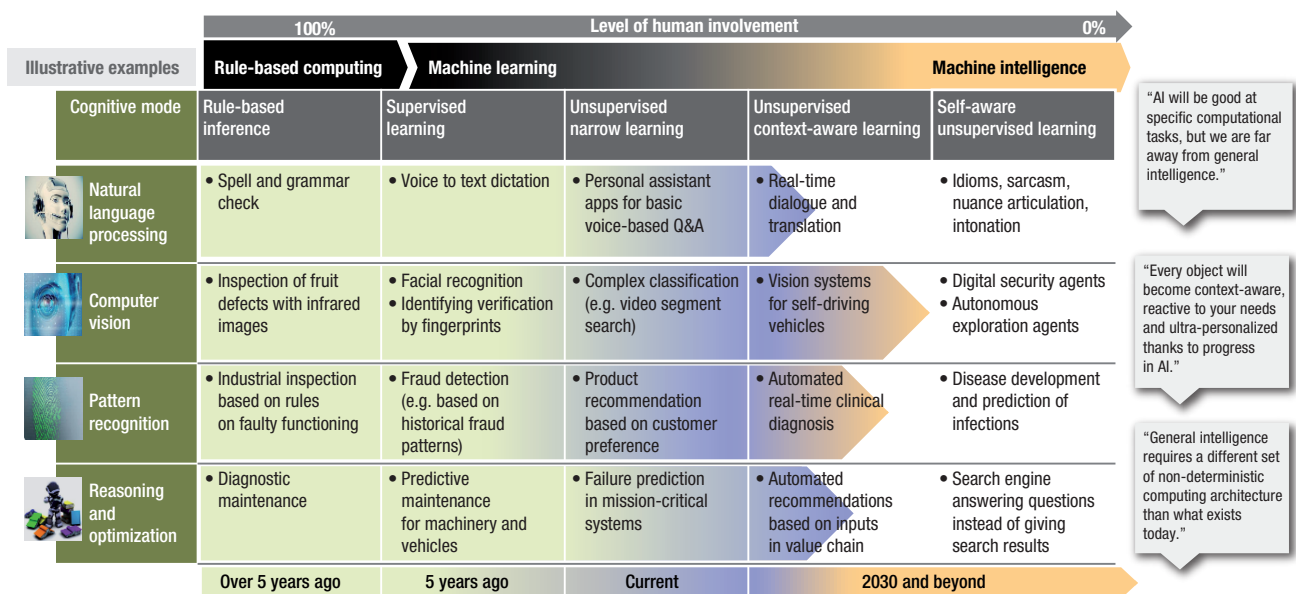 Level of human involvement
100%
0%
Illustrative examples
Rule-based computing
Machine learning
Machine intelligence
Cognitive mode
Rule-based
inference
Supervised
learning
Unsupervised
narrow learning
Unsupervised
context-aware learning
Self-aware
unsupervised learning
Natural
language
processing
• Spell and grammar
check
• Voice to text dictation
• Personal assistant
apps for basic
voice-based Q&A
• Real-time
dialogue and
translation
• Idioms, sarcasm,
nuance articulation,
intonation
Computer
vision
• Inspection of fruit
defects with infrared
images
• Facial recognition
• Identifying verification
by fingerprints
• Complex classification
(e.g. video segment
search)
• Vision systems
for self-driving
vehicles
• Digital security agents
• Autonomous
exploration agents
Pattern
recognition
• Industrial inspection
based on rules
on faulty functioning
• Fraud detection
(e.g. based on
historical fraud
patterns)
• Product
recommendation
based on customer
preference
• Automated
real-time clinical
diagnosis
• Disease development
and prediction of
infections
Reasoning
and
optimization
• Diagnostic
maintenance
• Predictive
maintenance
for machinery and
vehicles
• Failure prediction
in mission-critical
systems
• Automated
recommendations
based on inputs
in value chain
• Search engine
answering questions
instead of giving
search results
Over 5 years ago
5 years ago
Current
2030 and beyond
“AI will be good at
specific computational
tasks, but we are far
away from general
intelligence.”
“Every object will
become context-aware,
reactive to your needs
and ultra-personalized
thanks to progress
in AI.”
“General intelligence
requires a different set
of non-deterministic
computing architecture
than what exists
today.”